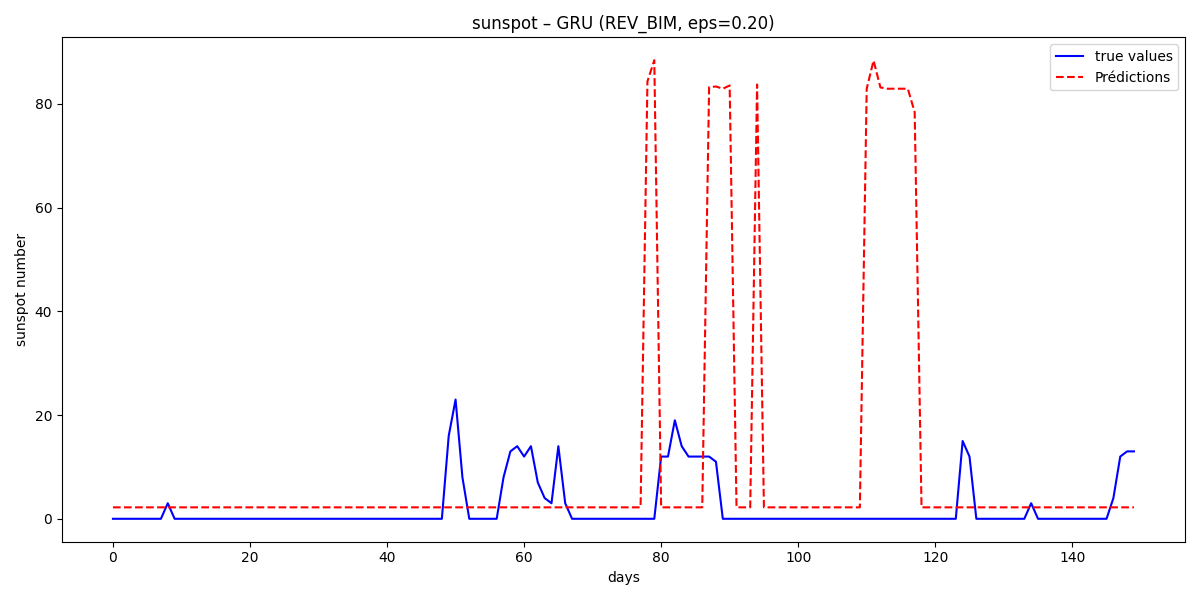 sunspot – GRU (REV_BIM, eps=0.20)
true values
Prédictions
sunspot number
80
60
40
20
0
0 20 40 60 80 100 120 140
days